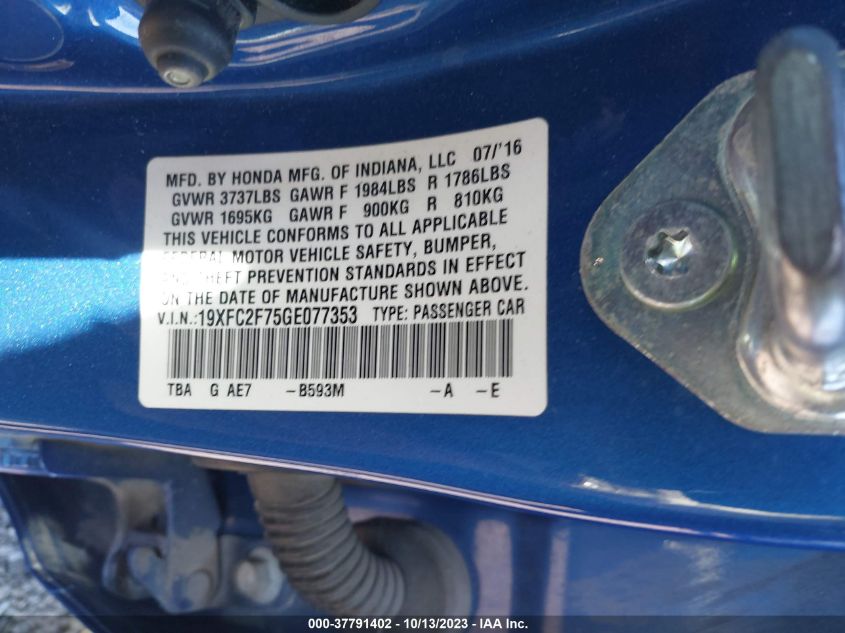 MFD. BY HONDA MFG. OF INDIANA, LLC 07/'16
GVWR 3737LBS GAWR F 1984LBS R 1786LBS
GVWR 1695KG GAWR F 900KG R 810KG
THIS VEHICLE CONFORMS TO ALL APPLICABLE
FEDERAL MOTOR VEHICLE SAFETY, BUMPER,
AND THEFT PREVENTION STANDARDS IN EFFECT
ON THE DATE OF MANUFACTURE SHOWN ABOVE.
V.I.N.:19XFC2F75GE077353 TYPE: PASSENGER CAR
TBA G AE7 -B593M -A -E
000-37791402 - 10/13/2023 - IAA Inc.